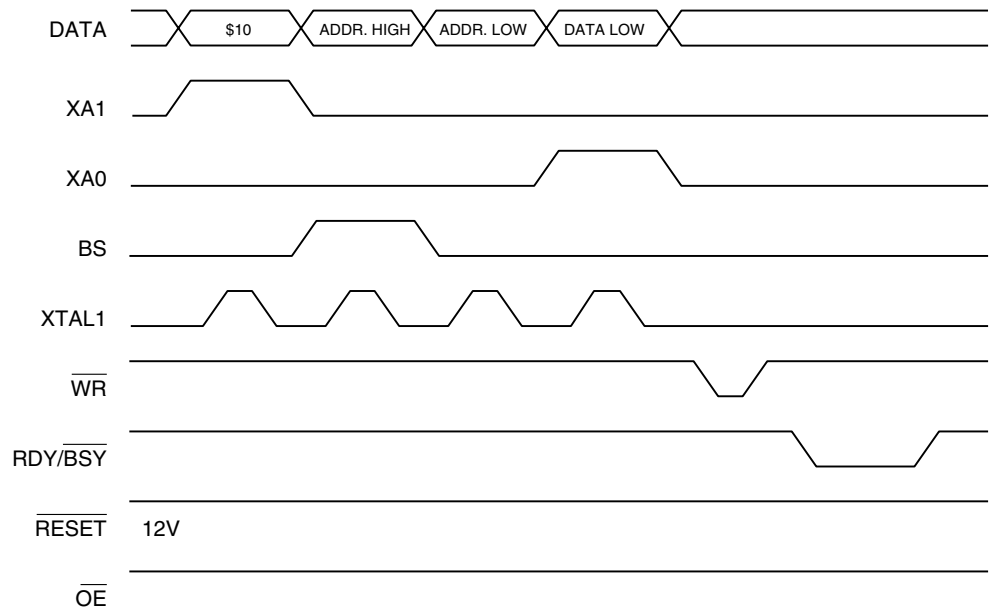 DATA $10 ADDR. HIGH ADDR. LOW DATA LOW
XA1
XA0
BS
XTAL1
WR
RDY/BSY
RESET 12V
OE